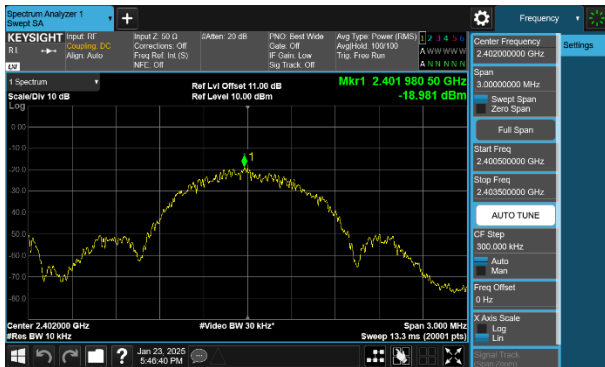 Spectrum Analyzer 1
Swept SA
+
Frequency
KEYSIGHT
RL
LXI
Input: RF
Coupling: DC
Align: Auto
Input Z: 50 Ω
Corrections: Off
Freq Ref: Int (S)
NFE: Off
#Atten: 20 dB
PNO: Best Wide
Gate: Off
IF Gain: Low
Sig Track: Off
Avg Type: Power (RMS)
Avg|Hold: 100/100
Trig: Free Run
1 2 3 4 5 6
A W W W W W
A N N N N N
1 Spectrum
Scale/Div 10 dB
Log
Ref Lvl Offset 11.00 dB
Ref Level 10.00 dBm
Mkr1 2.401 980 50 GHz
-18.981 dBm
1
0.00
-10.0
-20.0
-30.0
-40.0
-50.0
-60.0
-70.0
-80.0
Center 2.402000 GHz
#Res BW 10 kHz
#Video BW 30 kHz*
Span 3.000 MHz
Sweep 13.3 ms (20001 pts)
Jan 23, 2025
5:46:40 PM
?
Center Frequency
2.402000000 GHz
Span
3.00000000 MHz
Swept Span
Zero Span
Full Span
Start Freq
2.400500000 GHz
Stop Freq
2.403500000 GHz
AUTO TUNE
CF Step
300.000 kHz
Auto
Man
Freq Offset
0 Hz
X Axis Scale
Log
Lin
Signal Track
(Span Zoom)
Settings